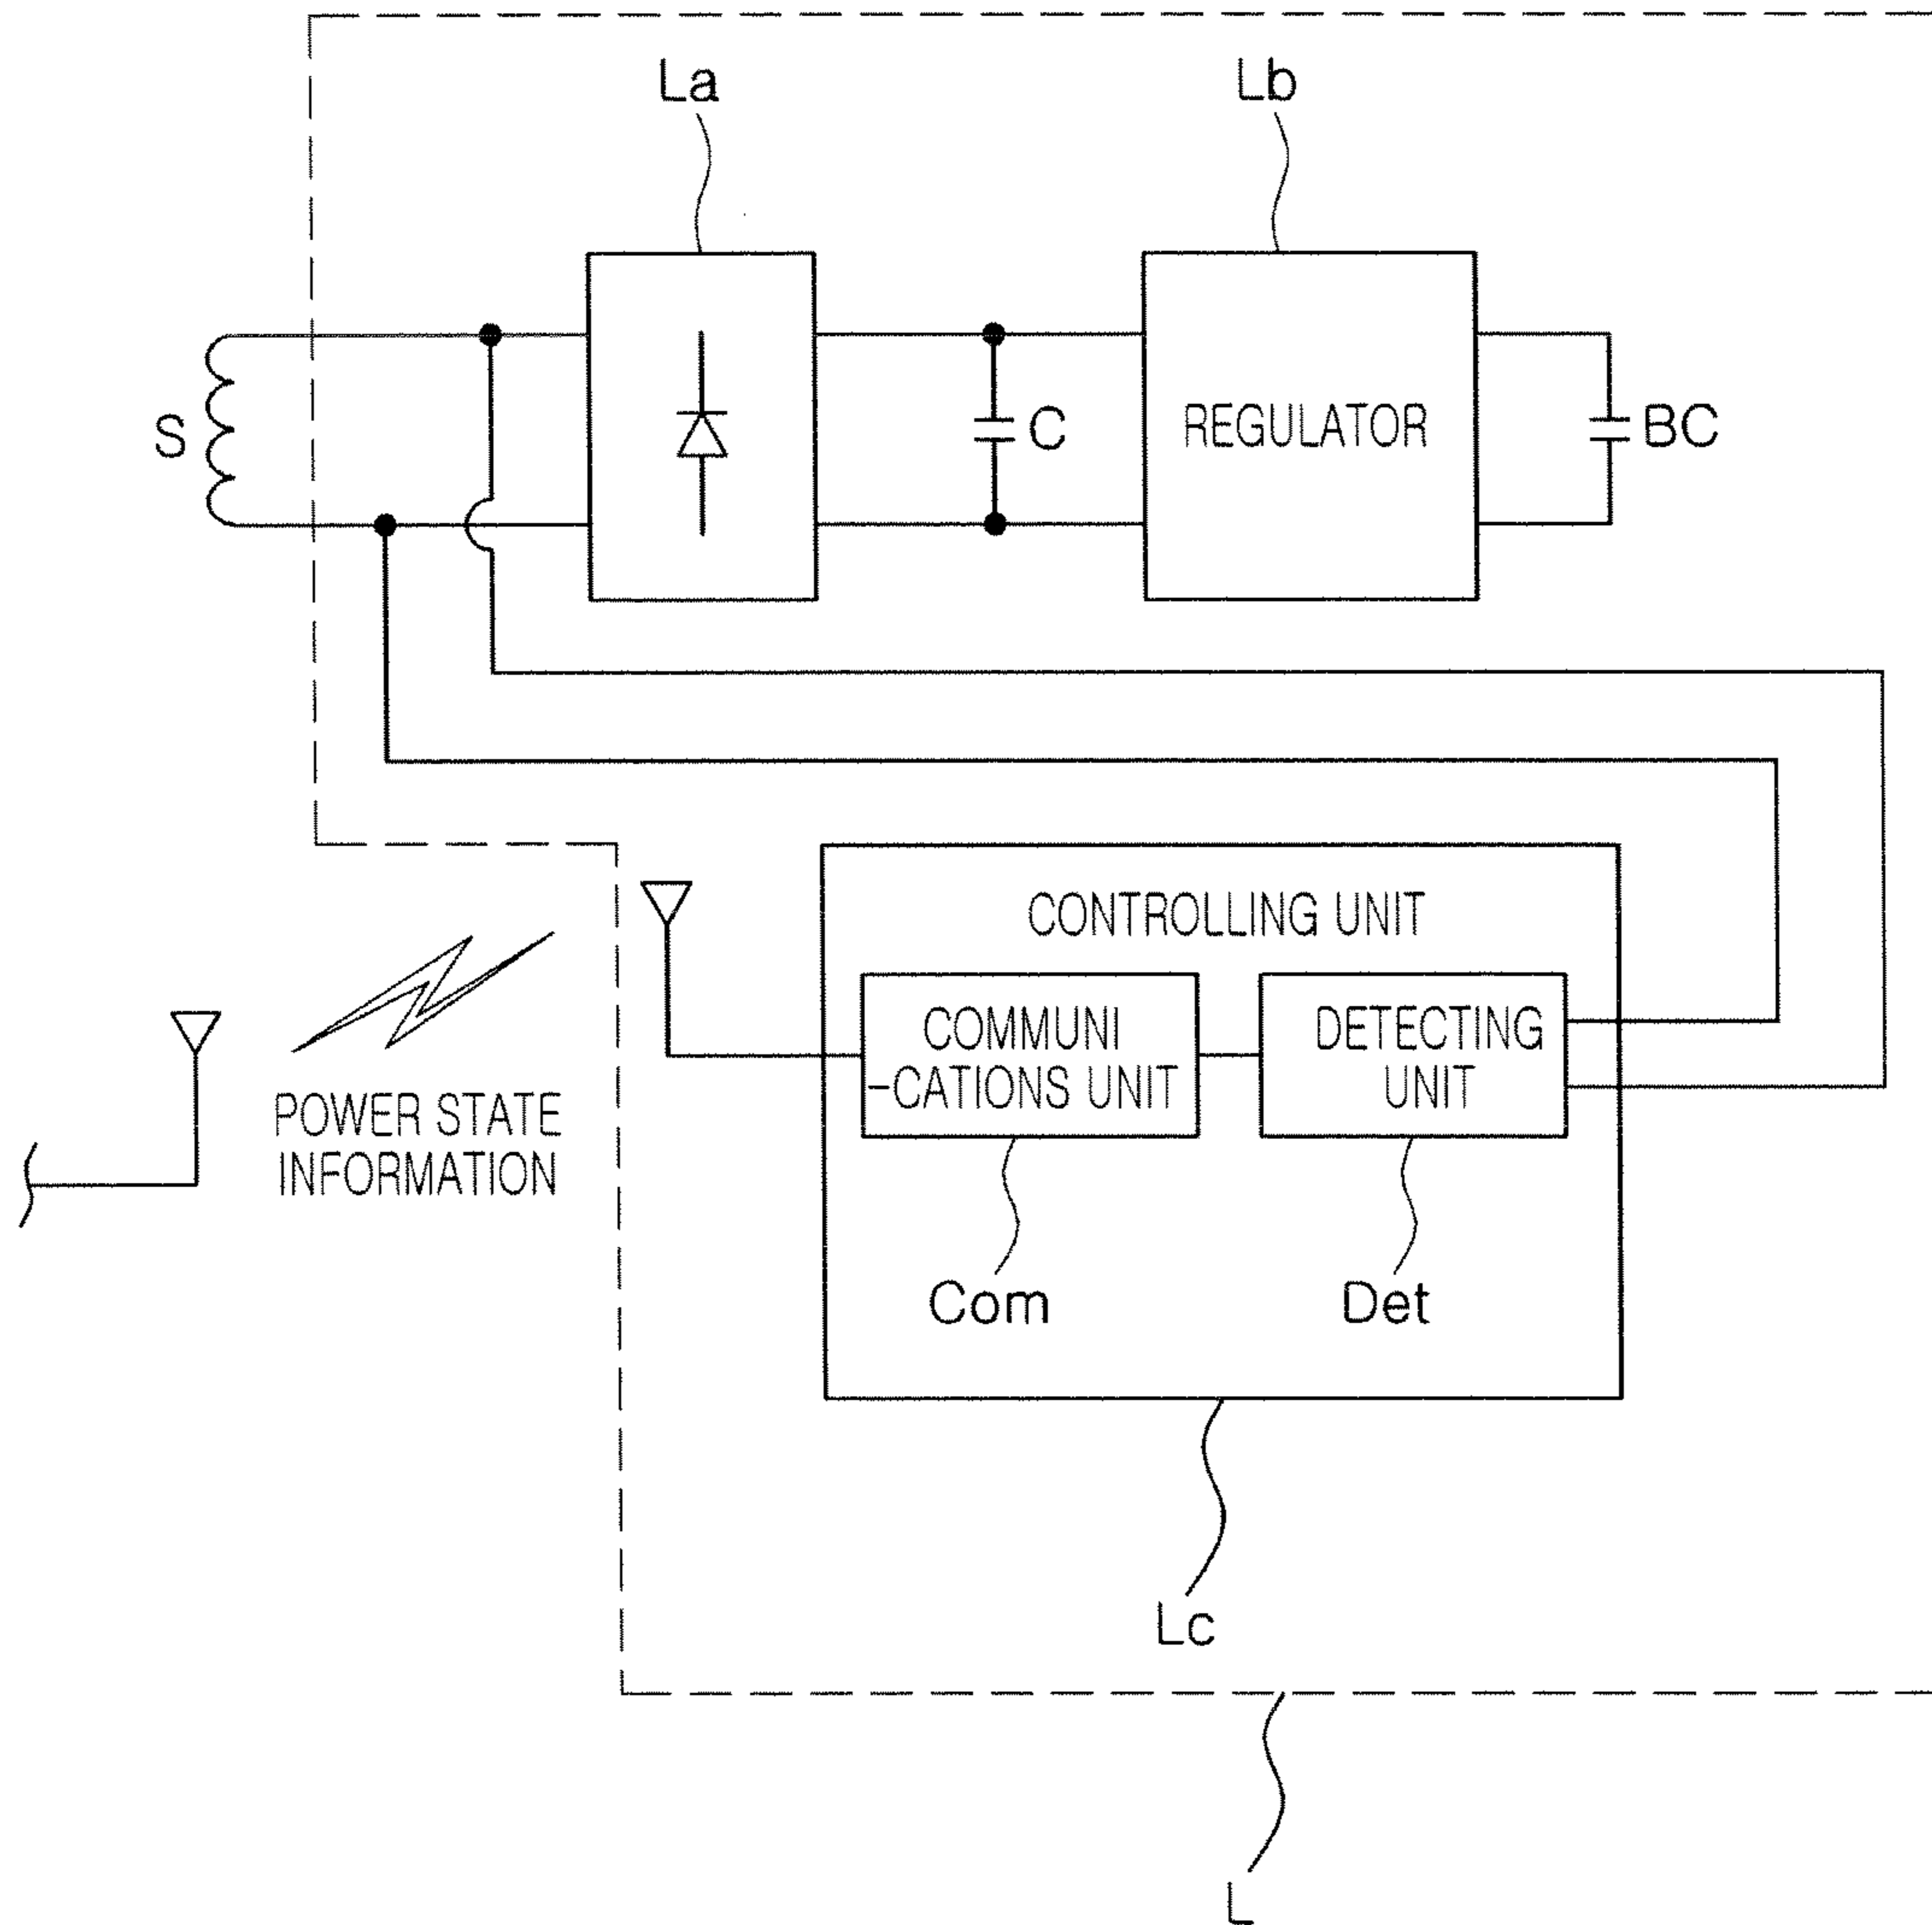 La
Lb
S
C
REGULATOR
BC
CONTROLLING UNIT
COMMUNI
-CATIONS UNIT
DETECTING
UNIT
POWER STATE
INFORMATION
Com
Det
Lc
L